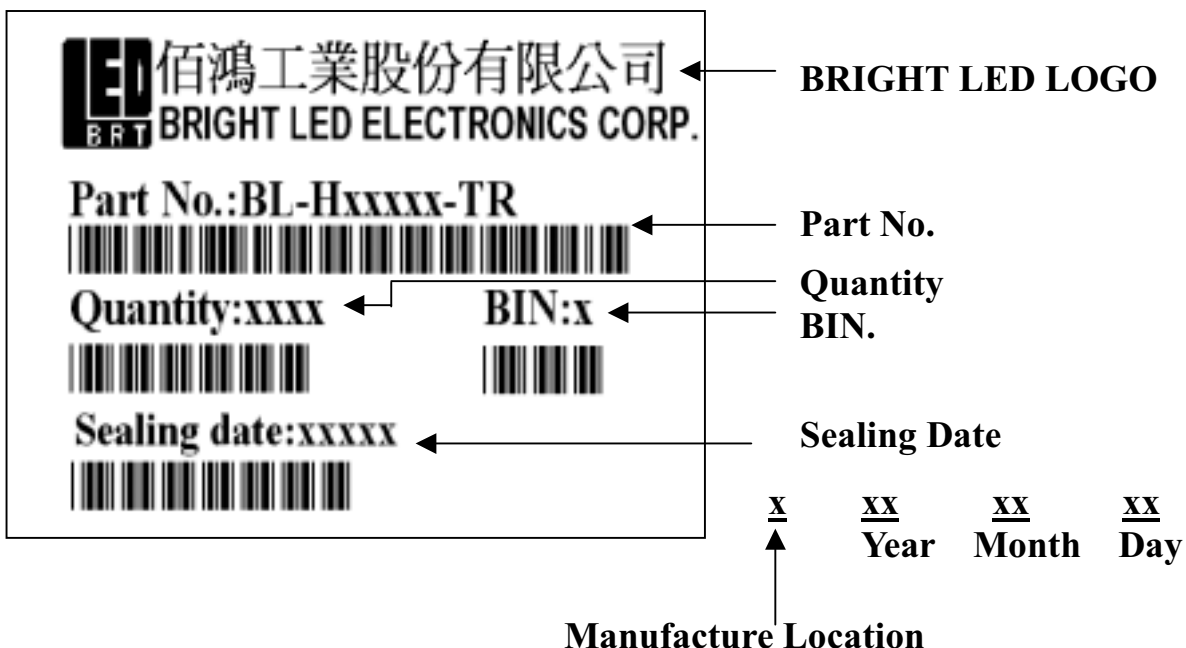 LED 佰鴻工業股份有限公司
BRT BRIGHT LED ELECTRONICS CORP.
BRIGHT LED LOGO
Part No.:BL-Hxxxxx-TR
Part No.
Quantity:xxxx
BIN:x
Quantity
BIN.
Sealing date:xxxxx
Sealing Date
x xx xx xx
Year Month Day
Manufacture Location